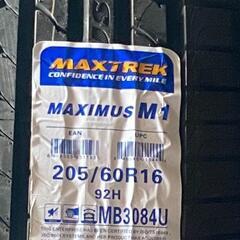 MAXTREK
CONFIDENCE IN EVERY MILE
MAXIMUS M1
EAN UPC
205/60R16
92H
MB3084U